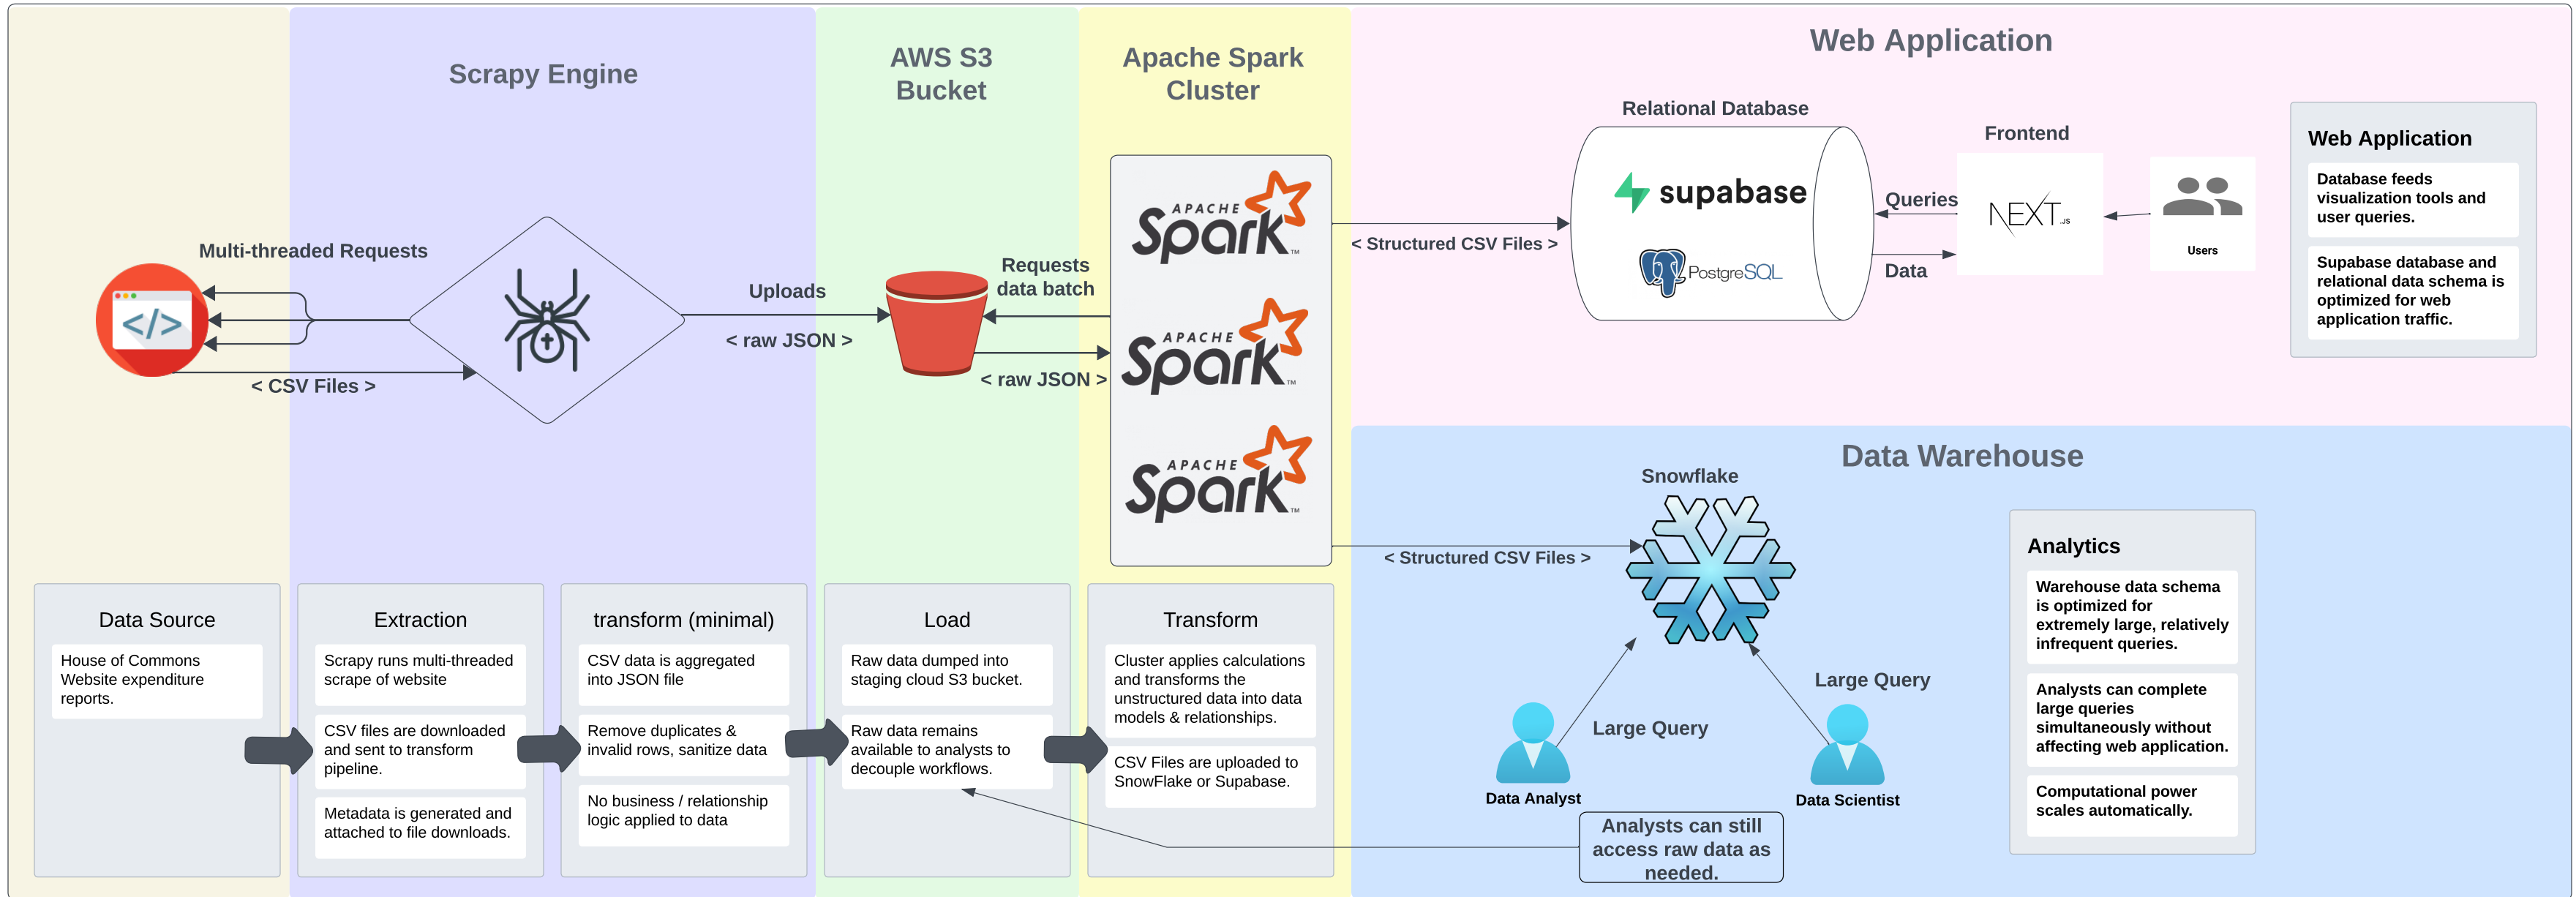 Scrapy Engine
AWS S3
Bucket
Apache Spark
Cluster
Web Application
Multi-threaded Requests
</>
< CSV Files >
Uploads
< raw JSON >
Requests
data batch
< raw JSON >
APACHE
Spark™
APACHE
Spark™
APACHE
Spark™
< Structured CSV Files >
Relational Database
supabase
PostgreSQL
Queries
Data
Frontend
NEXT.JS
Users
Web Application
Database feeds
visualization tools and
user queries.
Supabase database and
relational data schema is
optimized for web
application traffic.
Data Warehouse
Snowflake
< Structured CSV Files >
Large Query
Large Query
Data Analyst
Data Scientist
Analysts can still
access raw data as
needed.
Analytics
Warehouse data schema
is optimized for
extremely large, relatively
infrequent queries.
Analysts can complete
large queries
simultaneously without
affecting web application.
Computational power
scales automatically.
Data Source
House of Commons
Website expenditure
reports.
Extraction
Scrapy runs multi-threaded
scrape of website
CSV files are downloaded
and sent to transform
pipeline.
Metadata is generated and
attached to file downloads.
transform (minimal)
CSV data is aggregated
into JSON file
Remove duplicates &
invalid rows, sanitize data
No business / relationship
logic applied to data
Load
Raw data dumped into
staging cloud S3 bucket.
Raw data remains
available to analysts to
decouple workflows.
Transform
Cluster applies calculations
and transforms the
unstructured data into data
models & relationships.
CSV Files are uploaded to
SnowFlake or Supabase.